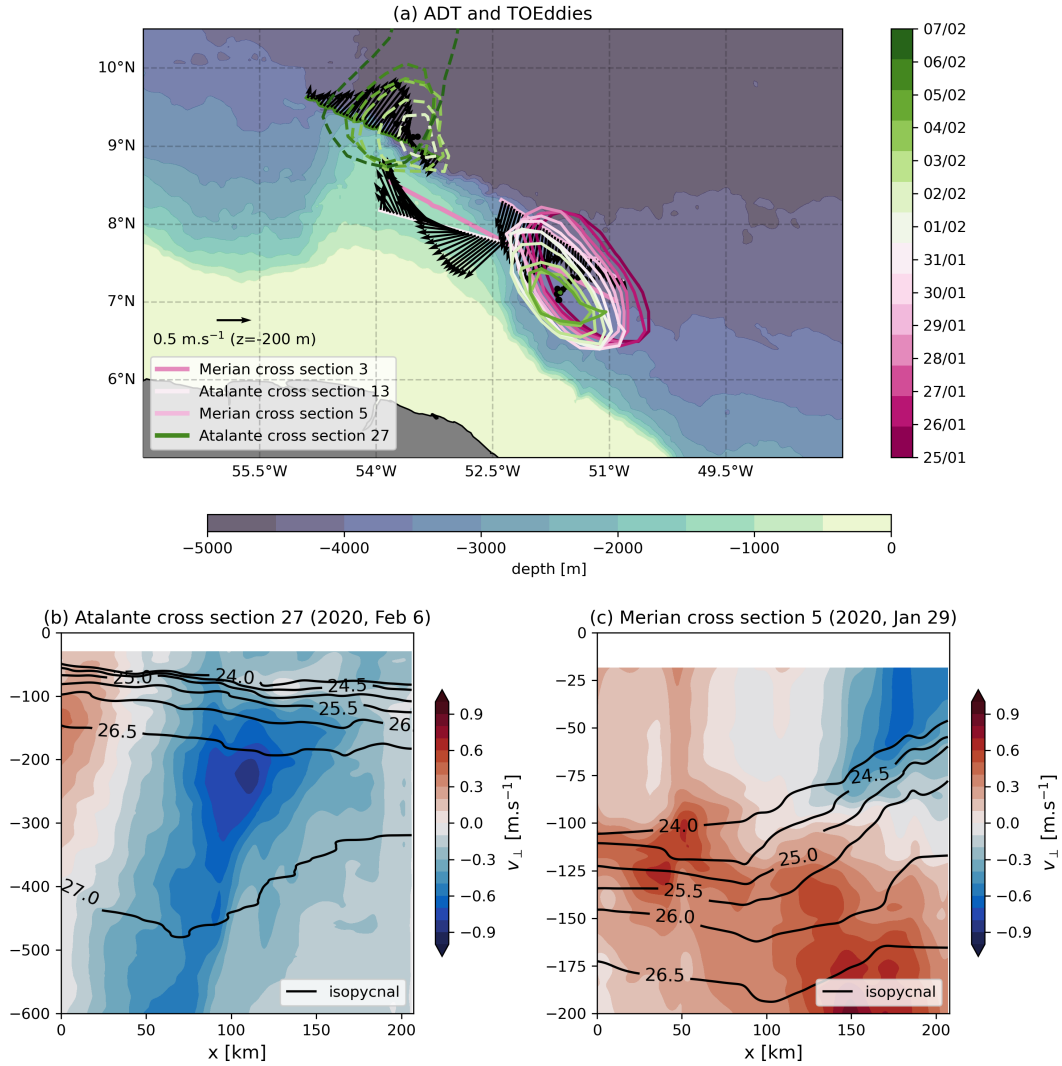 (a) ADT and TOEddies
10°N
9°N
8°N
7°N
6°N
0.5 m.s⁻¹ (z=-200 m)
Merian cross section 3
Atalante cross section 13
Merian cross section 5
Atalante cross section 27
55.5°W 54°W 52.5°W 51°W 49.5°W
07/02
06/02
05/02
04/02
03/02
02/02
01/02
31/01
30/01
29/01
28/01
27/01
26/01
25/01
−5000 −4000 −3000 −2000 −1000 0
depth [m]
(b) Atalante cross section 27 (2020, Feb 6)
0
−100
−200
−300
−400
−500
−600
25.0 24.0 24.5
25.5
26.5 26
27.0
isopycnal
0 50 100 150 200
x [km]
0.9
0.6
0.3
0.0
−0.3
−0.6
−0.9
v⊥ [m.s⁻¹]
(c) Merian cross section 5 (2020, Jan 29)
0
−25
−50
−75
−100
−125
−150
−175
−200
24.5
24.0
25.0
25.5
26.0
26.5
isopycnal
0 50 100 150 200
x [km]
0.9
0.6
0.3
0.0
−0.3
−0.6
−0.9
v⊥ [m.s⁻¹]